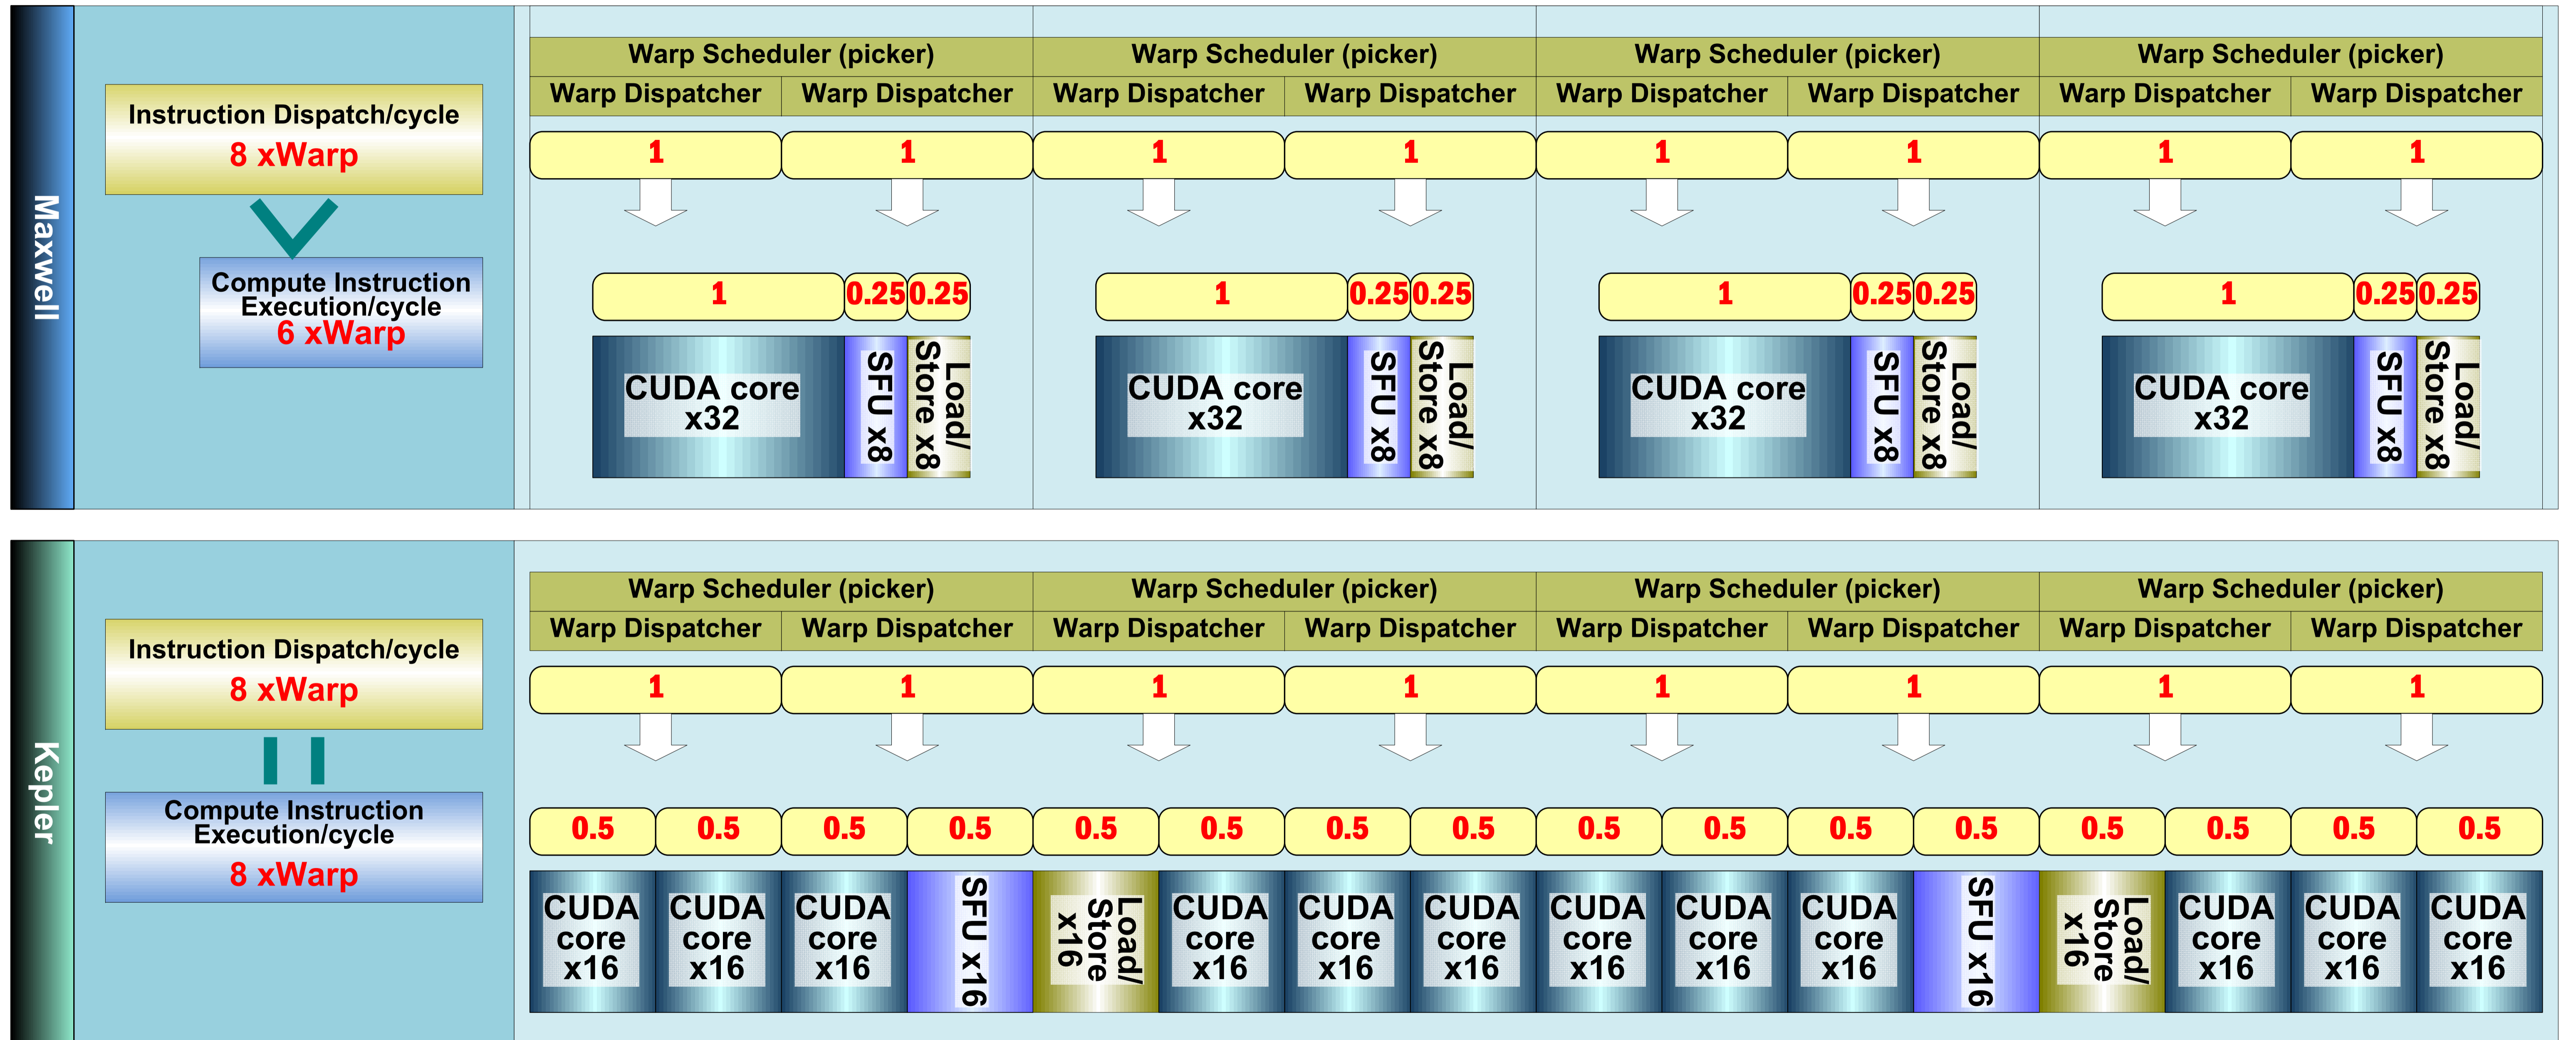 Maxwell
Instruction Dispatch/cycle
8 xWarp
Compute Instruction
Execution/cycle
6 xWarp
Warp Scheduler (picker) Warp Scheduler (picker) Warp Scheduler (picker) Warp Scheduler (picker)
Warp Dispatcher Warp Dispatcher Warp Dispatcher Warp Dispatcher Warp Dispatcher Warp Dispatcher Warp Dispatcher Warp Dispatcher
1 1 1 1 1 1 1 1
1 0.25 0.25 1 0.25 0.25 1 0.25 0.25 1 0.25 0.25
CUDA core
x32
SFU x8
Load/
Store x8
CUDA core
x32
SFU x8
Load/
Store x8
CUDA core
x32
SFU x8
Load/
Store x8
CUDA core
x32
SFU x8
Load/
Store x8
Kepler
Instruction Dispatch/cycle
8 xWarp
Compute Instruction
Execution/cycle
8 xWarp
Warp Scheduler (picker) Warp Scheduler (picker) Warp Scheduler (picker) Warp Scheduler (picker)
Warp Dispatcher Warp Dispatcher Warp Dispatcher Warp Dispatcher Warp Dispatcher Warp Dispatcher Warp Dispatcher Warp Dispatcher
1 1 1 1 1 1 1 1
0.5 0.5 0.5 0.5 0.5 0.5 0.5 0.5 0.5 0.5 0.5 0.5 0.5 0.5 0.5 0.5
CUDA
core
x16
CUDA
core
x16
CUDA
core
x16
SFU x16
Load/
Store
x16
CUDA
core
x16
CUDA
core
x16
CUDA
core
x16
CUDA
core
x16
CUDA
core
x16
CUDA
core
x16
SFU x16
Load/
Store
x16
CUDA
core
x16
CUDA
core
x16
CUDA
core
x16